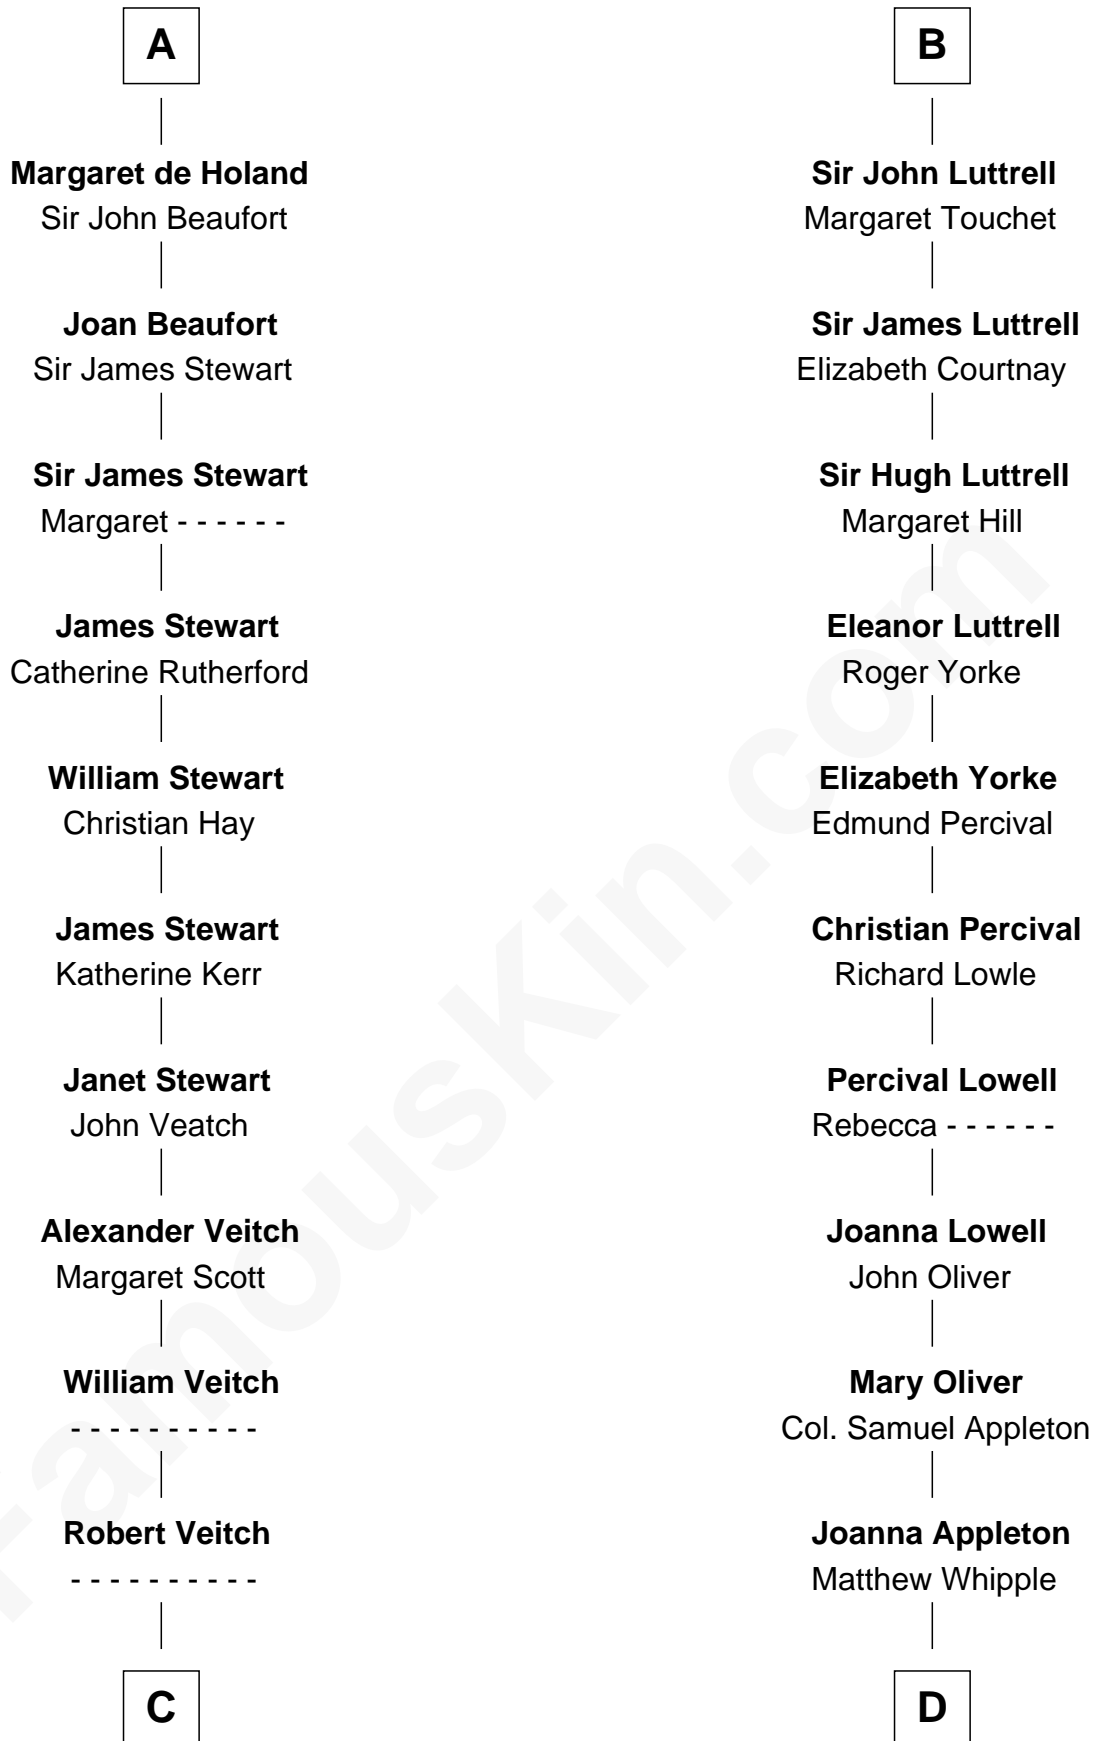 A
Margaret de Holand
Sir John Beaufort
Joan Beaufort
Sir James Stewart
Sir James Stewart
Margaret - - - - - -
James Stewart
Catherine Rutherford
William Stewart
Christian Hay
James Stewart
Katherine Kerr
Janet Stewart
John Veatch
Alexander Veitch
Margaret Scott
William Veitch
- - - - - - - - - -
Robert Veitch
- - - - - - - - - -
C
B
Sir John Luttrell
Margaret Touchet
Sir James Luttrell
Elizabeth Courtnay
Sir Hugh Luttrell
Margaret Hill
Eleanor Luttrell
Roger Yorke
Elizabeth Yorke
Edmund Percival
Christian Percival
Richard Lowle
Percival Lowell
Rebecca - - - - - -
Joanna Lowell
John Oliver
Mary Oliver
Col. Samuel Appleton
Joanna Appleton
Matthew Whipple
D
FamousKin.com